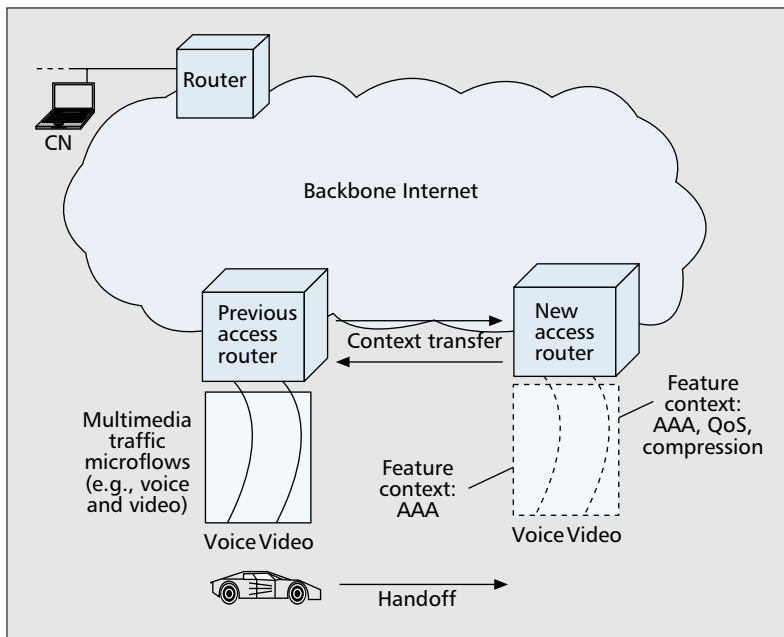 Router
CN
Backbone Internet
Previous
access
router
Context transfer
New
access
router
Multimedia
traffic
microflows
(e.g., voice
and video)
Feature
context:
AAA
Feature
context:
AAA, QoS,
compression
Voice Video
Voice Video
Handoff